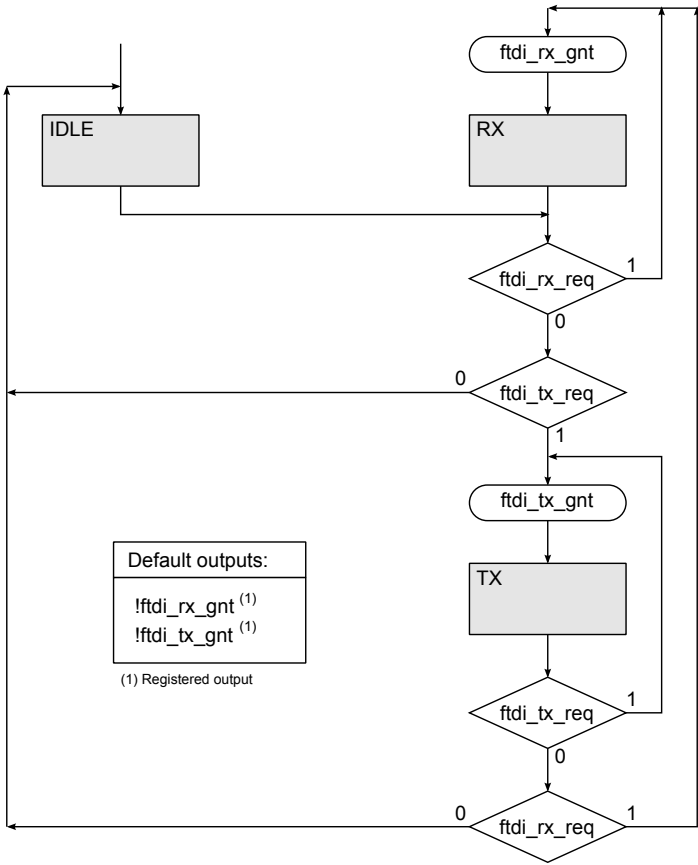 ftdi_rx_gnt
IDLE
RX
ftdi_rx_req
1
0
0
ftdi_tx_req
1
ftdi_tx_gnt
Default outputs:
!ftdi_rx_gnt (1)
!ftdi_tx_gnt (1)
(1) Registered output
TX
ftdi_tx_req
1
0
0
ftdi_rx_req
1